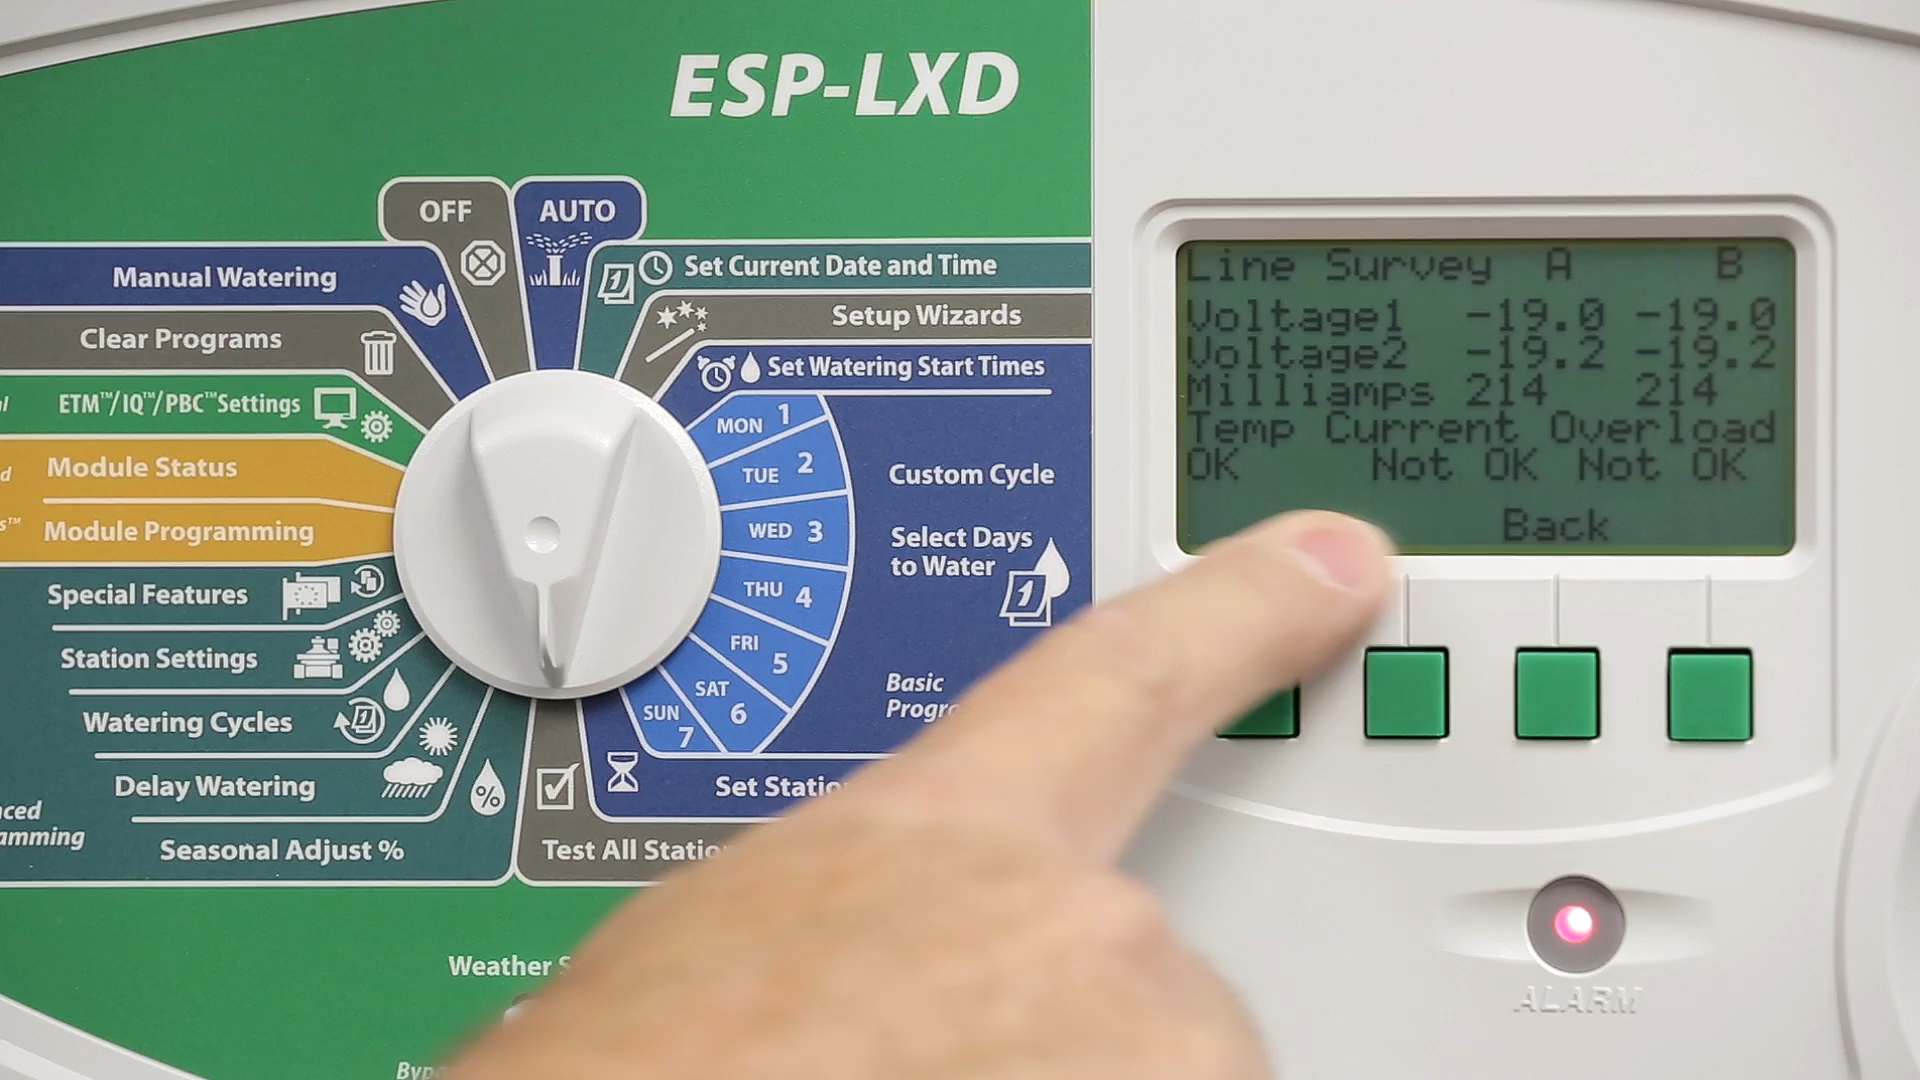 ESP-LXD
OFF
AUTO
Manual Watering
Clear Programs
ETM™/IQ™/PBC™Settings
Module Status
Module Programming
Special Features
Station Settings
Watering Cycles
Delay Watering
Seasonal Adjust %
%
1
Set Current Date and Time
Setup Wizards
Set Watering Start Times
MON 1
TUE 2
WED 3
THU 4
FRI 5
SAT 6
SUN 7
Custom Cycle
Select Days
to Water
1
Basic
Set
Test All
Weather
Line Survey A B
Voltage1 -19.0 -19.0
Voltage2 -19.2 -19.2
Milliamps 214 214
Temp Current Overload
OK Not OK Not OK
Back
ALARM